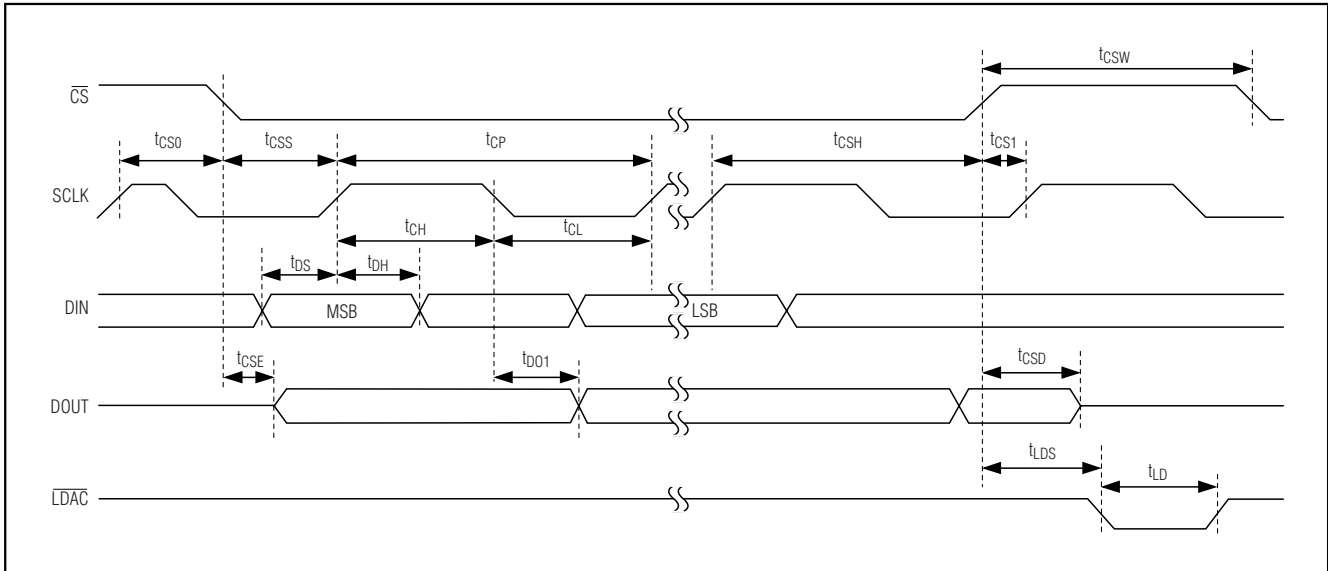 tCSW
CS
tCS0 tCSS tCP tCSH tCS1
SCLK
tCH tCL
tDS tDH
DIN MSB LSB
tCSE tDO1 tCSD
DOUT
tLDS tLD
LDAC